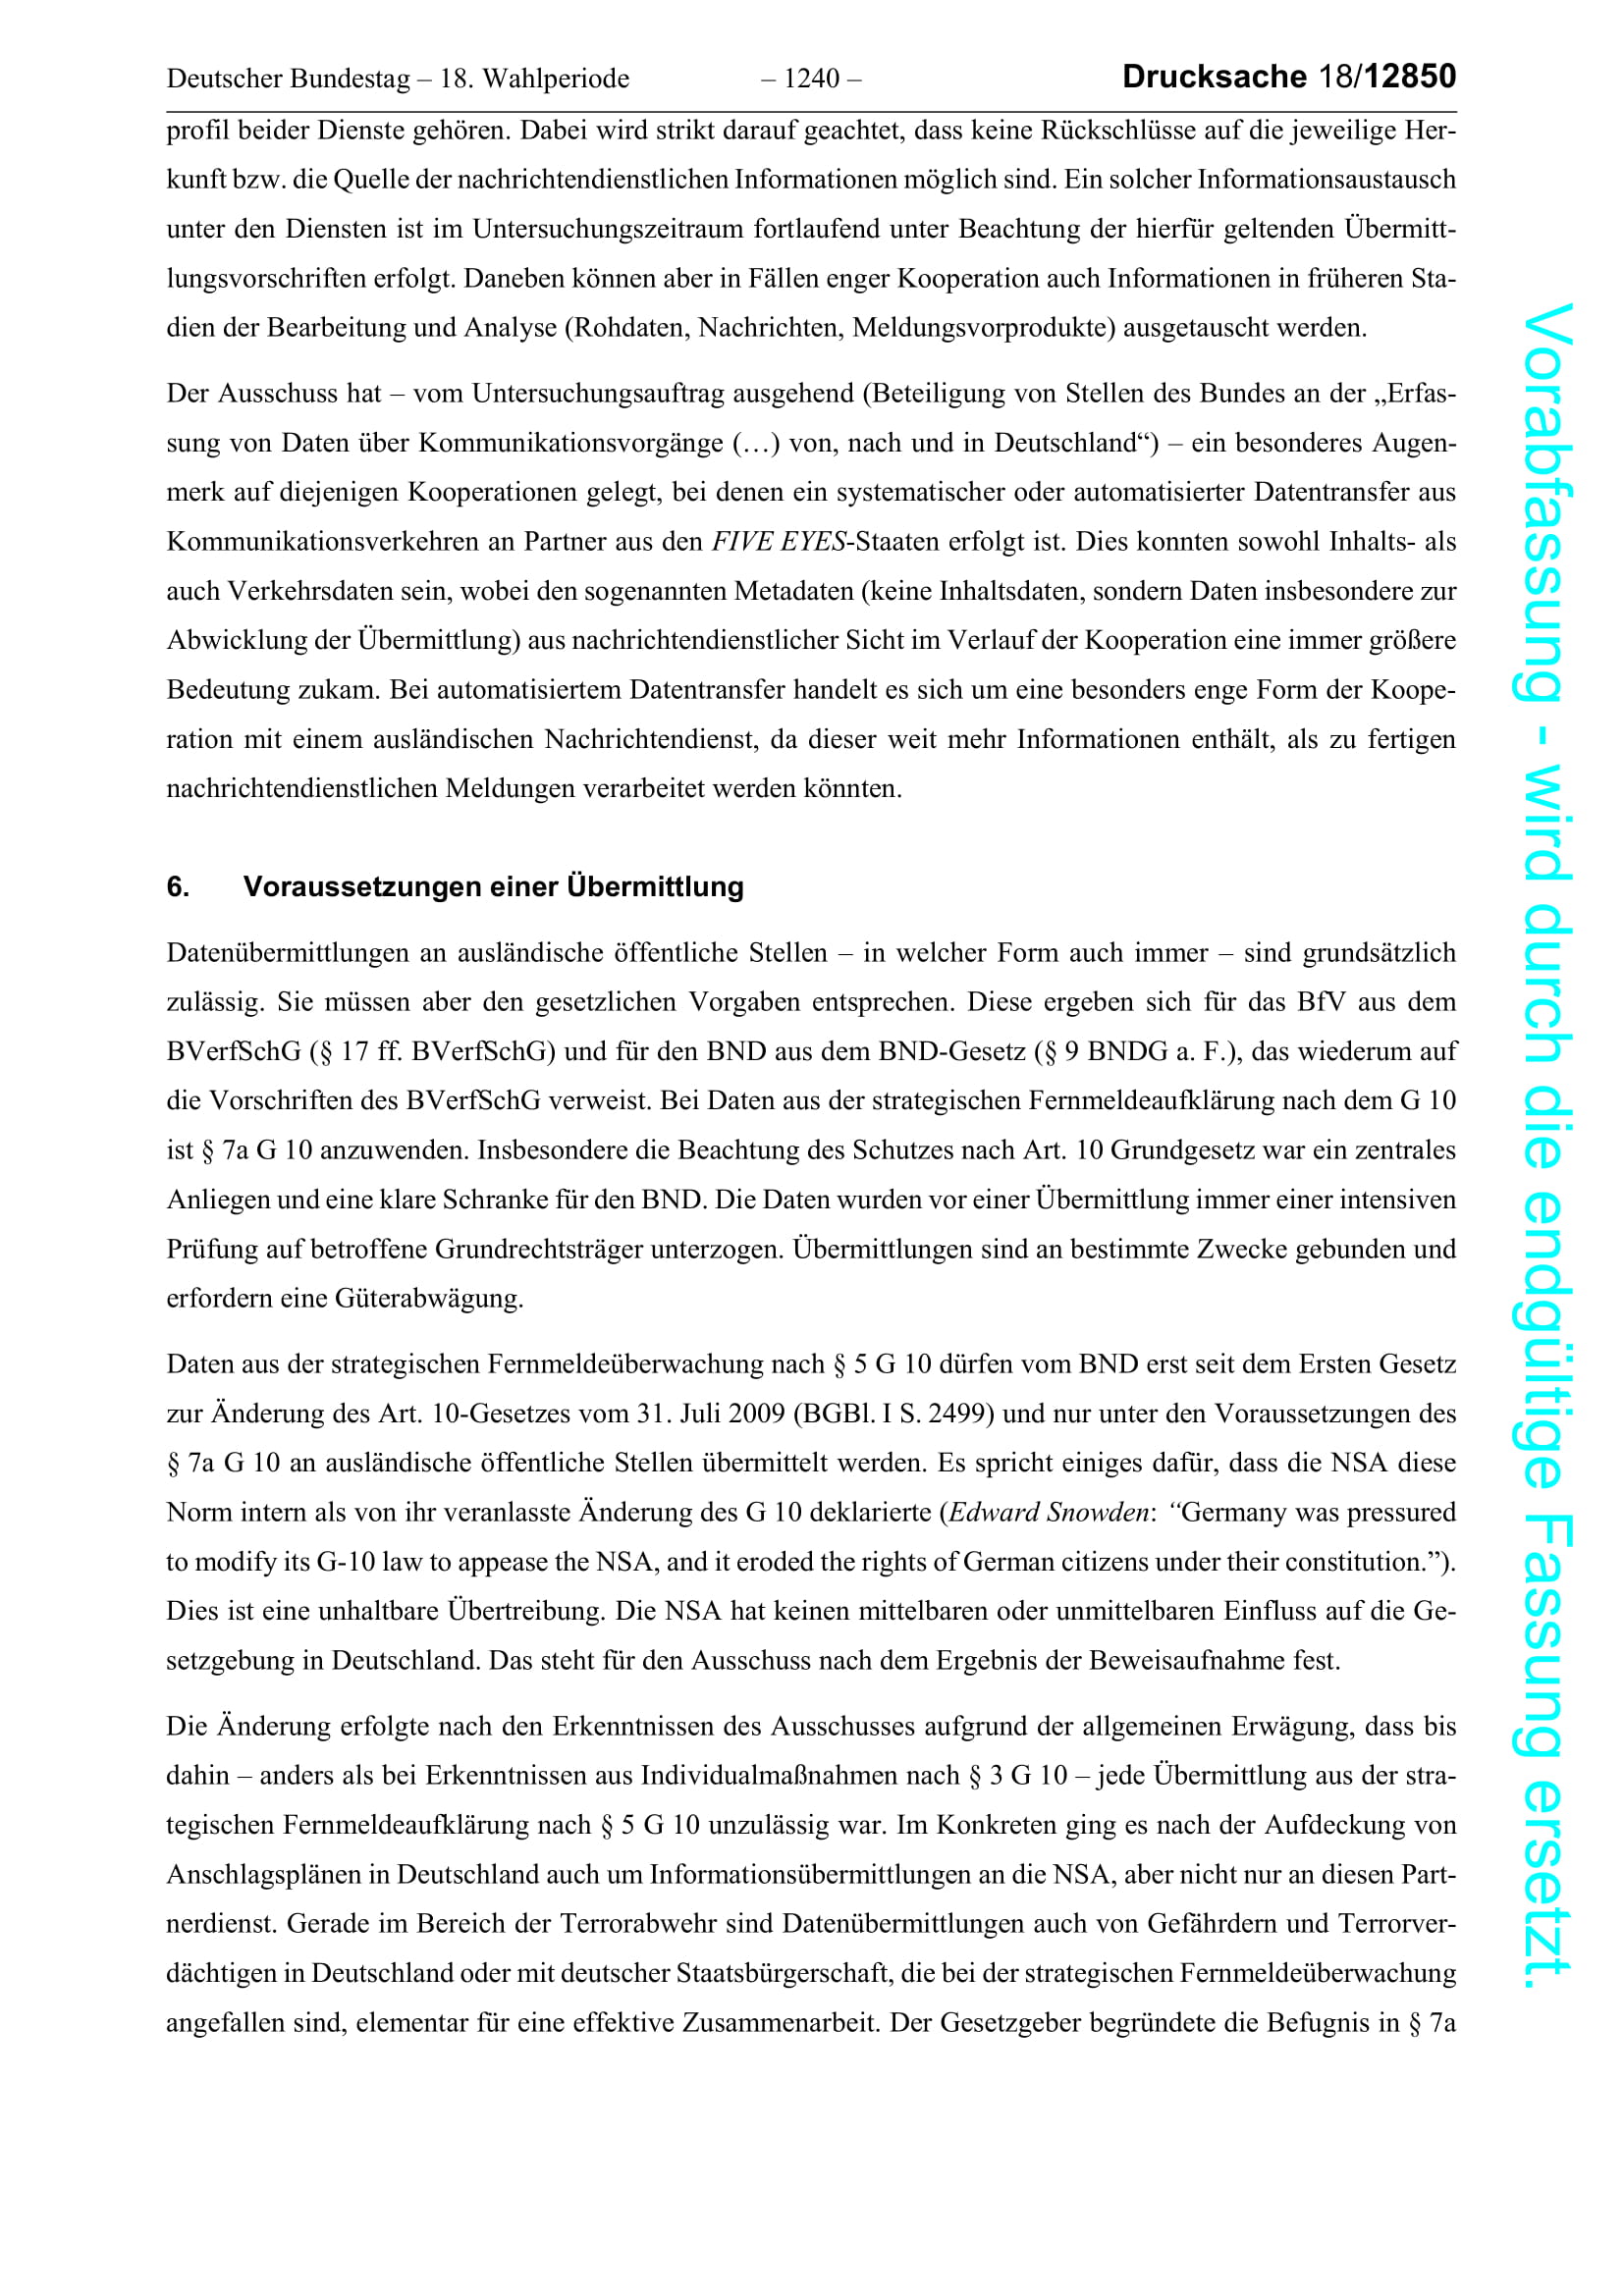 Deutscher Bundestag – 18. Wahlperiode – 1240 – Drucksache 18/12850
profil beider Dienste gehören. Dabei wird strikt darauf geachtet, dass keine Rückschlüsse auf die jeweilige Her-
kunft bzw. die Quelle der nachrichtendienstlichen Informationen möglich sind. Ein solcher Informationsaustausch
unter den Diensten ist im Untersuchungszeitraum fortlaufend unter Beachtung der hierfür geltenden Übermitt-
lungsvorschriften erfolgt. Daneben können aber in Fällen enger Kooperation auch Informationen in früheren Sta-
dien der Bearbeitung und Analyse (Rohdaten, Nachrichten, Meldungsvorprodukte) ausgetauscht werden.
Der Ausschuss hat – vom Untersuchungsauftrag ausgehend (Beteiligung von Stellen des Bundes an der „Erfas-
sung von Daten über Kommunikationsvorgänge (…) von, nach und in Deutschland“) – ein besonderes Augen-
merk auf diejenigen Kooperationen gelegt, bei denen ein systematischer oder automatisierter Datentransfer aus
Kommunikationsverkehren an Partner aus den FIVE EYES-Staaten erfolgt ist. Dies konnten sowohl Inhalts- als
auch Verkehrsdaten sein, wobei den sogenannten Metadaten (keine Inhaltsdaten, sondern Daten insbesondere zur
Abwicklung der Übermittlung) aus nachrichtendienstlicher Sicht im Verlauf der Kooperation eine immer größere
Bedeutung zukam. Bei automatisiertem Datentransfer handelt es sich um eine besonders enge Form der Koope-
ration mit einem ausländischen Nachrichtendienst, da dieser weit mehr Informationen enthält, als zu fertigen
nachrichtendienstlichen Meldungen verarbeitet werden könnten.
6. Voraussetzungen einer Übermittlung
Datenübermittlungen an ausländische öffentliche Stellen – in welcher Form auch immer – sind grundsätzlich
zulässig. Sie müssen aber den gesetzlichen Vorgaben entsprechen. Diese ergeben sich für das BfV aus dem
BVerfSchG (§ 17 ff. BVerfSchG) und für den BND aus dem BND-Gesetz (§ 9 BNDG a. F.), das wiederum auf
die Vorschriften des BVerfSchG verweist. Bei Daten aus der strategischen Fernmeldeaufklärung nach dem G 10
ist § 7a G 10 anzuwenden. Insbesondere die Beachtung des Schutzes nach Art. 10 Grundgesetz war ein zentrales
Anliegen und eine klare Schranke für den BND. Die Daten wurden vor einer Übermittlung immer einer intensiven
Prüfung auf betroffene Grundrechtsträger unterzogen. Übermittlungen sind an bestimmte Zwecke gebunden und
erfordern eine Güterabwägung.
Daten aus der strategischen Fernmeldeüberwachung nach § 5 G 10 dürfen vom BND erst seit dem Ersten Gesetz
zur Änderung des Art. 10-Gesetzes vom 31. Juli 2009 (BGBl. I S. 2499) und nur unter den Voraussetzungen des
§ 7a G 10 an ausländische öffentliche Stellen übermittelt werden. Es spricht einiges dafür, dass die NSA diese
Norm intern als von ihr veranlasste Änderung des G 10 deklarierte (Edward Snowden: “Germany was pressured
to modify its G-10 law to appease the NSA, and it eroded the rights of German citizens under their constitution.”).
Dies ist eine unhaltbare Übertreibung. Die NSA hat keinen mittelbaren oder unmittelbaren Einfluss auf die Ge-
setzgebung in Deutschland. Das steht für den Ausschuss nach dem Ergebnis der Beweisaufnahme fest.
Die Änderung erfolgte nach den Erkenntnissen des Ausschusses aufgrund der allgemeinen Erwägung, dass bis
dahin – anders als bei Erkenntnissen aus Individualmaßnahmen nach § 3 G 10 – jede Übermittlung aus der stra-
tegischen Fernmeldeaufklärung nach § 5 G 10 unzulässig war. Im Konkreten ging es nach der Aufdeckung von
Anschlagsplänen in Deutschland auch um Informationsübermittlungen an die NSA, aber nicht nur an diesen Part-
nerdienst. Gerade im Bereich der Terrorabwehr sind Datenübermittlungen auch von Gefährdern und Terrorver-
dächtigen in Deutschland oder mit deutscher Staatsbürgerschaft, die bei der strategischen Fernmeldeüberwachung
angefallen sind, elementar für eine effektive Zusammenarbeit. Der Gesetzgeber begründete die Befugnis in § 7a
Vorabfassung - wird durch die endgültige Fassung ersetzt.